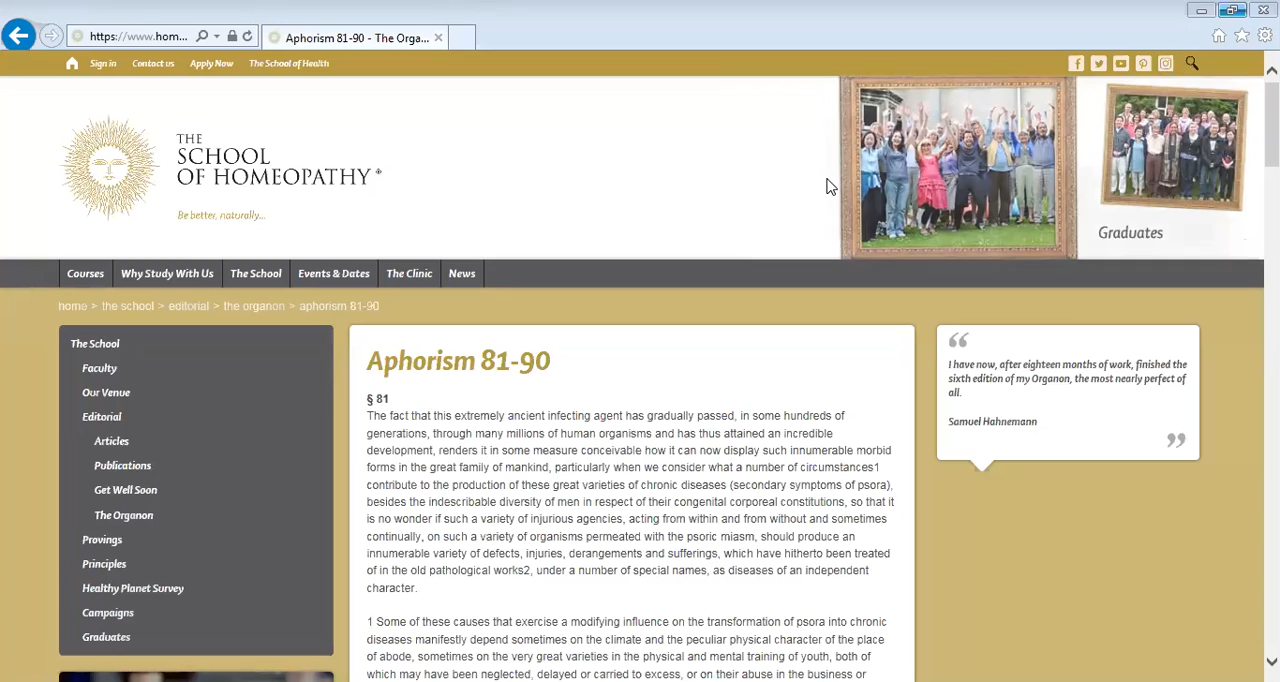 https://www.hom...
Aphorism 81-90 - The Orga...
Sign in
Contact us
Apply Now
The School of Health
THE
SCHOOL
OF HOMEOPATHY ®
Be better, naturally...
Graduates
Courses
Why Study With Us
The School
Events & Dates
The Clinic
News
home > the school > editorial > the organon > aphorism 81-90
The School
Faculty
Our Venue
Editorial
Articles
Publications
Get Well Soon
The Organon
Provings
Principles
Healthy Planet Survey
Campaigns
Graduates
Aphorism 81-90
§ 81
The fact that this extremely ancient infecting agent has gradually passed, in some hundreds of
generations, through many millions of human organisms and has thus attained an incredible
development, renders it in some measure conceivable how it can now display such innumerable morbid
forms in the great family of mankind, particularly when we consider what a number of circumstances1
contribute to the production of these great varieties of chronic diseases (secondary symptoms of psora),
besides the indescribable diversity of men in respect of their congenital corporeal constitutions, so that it
is no wonder if such a variety of injurious agencies, acting from within and from without and sometimes
continually, on such a variety of organisms permeated with the psoric miasm, should produce an
innumerable variety of defects, injuries, derangements and sufferings, which have hitherto been treated
of in the old pathological works2, under a number of special names, as diseases of an independent
character.
1 Some of these causes that exercise a modifying influence on the transformation of psora into chronic
diseases manifestly depend sometimes on the climate and the peculiar physical character of the place
of abode, sometimes on the very great varieties in the physical and mental training of youth, both of
which may have been neglected, delayed or carried to excess, or on their abuse in the business or
“
I have now, after eighteen months of work, finished the
sixth edition of my Organon, the most nearly perfect of
all.
Samuel Hahnemann
”